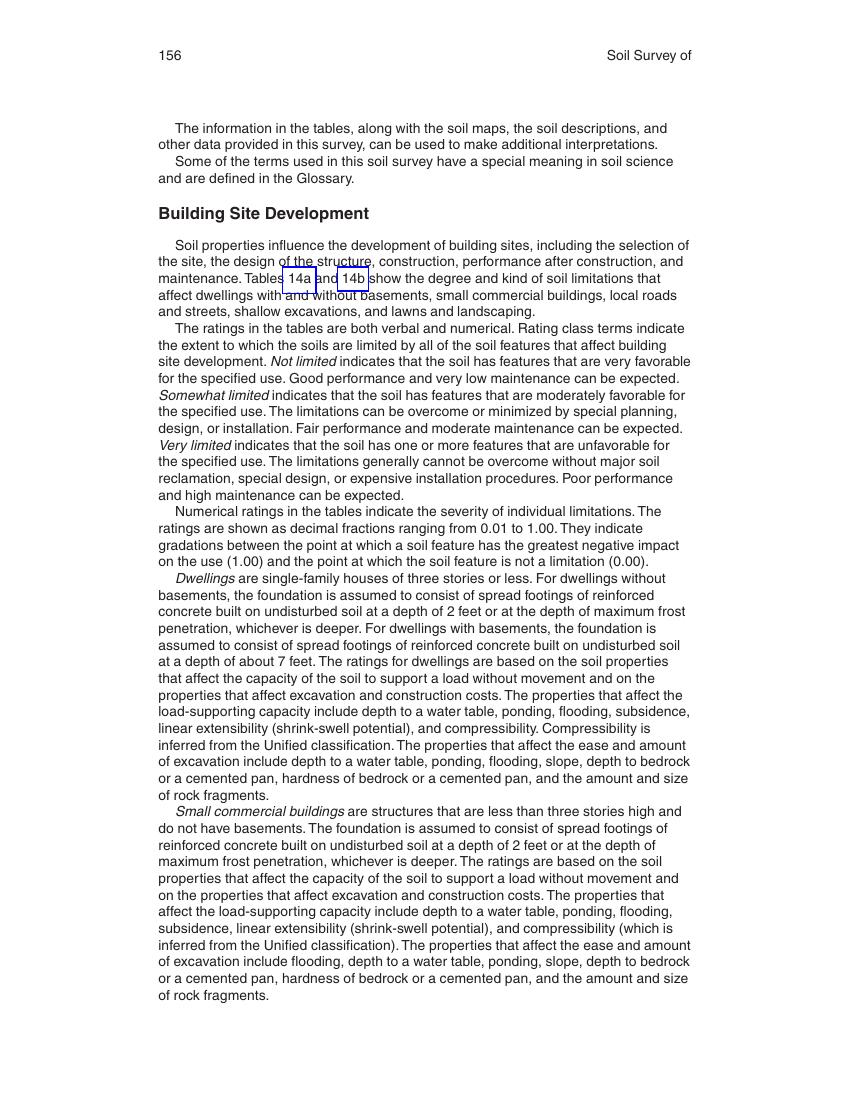 156
Soil Survey of
The information in the tables, along with the soil maps, the soil descriptions, and
other data provided in this survey, can be used to make additional interpretations.
Some of the terms used in this soil survey have a special meaning in soil science
and are defined in the Glossary.
Building Site Development
Soil properties influence the development of building sites, including the selection of
the site, the design of the structure, construction, performance after construction, and
maintenance. Tables 14a and 14b show the degree and kind of soil limitations that
affect dwellings with and without basements, small commercial buildings, local roads
and streets, shallow excavations, and lawns and landscaping.
The ratings in the tables are both verbal and numerical. Rating class terms indicate
the extent to which the soils are limited by all of the soil features that affect building
site development. Not limited indicates that the soil has features that are very favorable
for the specified use. Good performance and very low maintenance can be expected.
Somewhat limited indicates that the soil has features that are moderately favorable for
the specified use. The limitations can be overcome or minimized by special planning,
design, or installation. Fair performance and moderate maintenance can be expected.
Very limited indicates that the soil has one or more features that are unfavorable for
the specified use. The limitations generally cannot be overcome without major soil
reclamation, special design, or expensive installation procedures. Poor performance
and high maintenance can be expected.
Numerical ratings in the tables indicate the severity of individual limitations. The
ratings are shown as decimal fractions ranging from 0.01 to 1.00. They indicate
gradations between the point at which a soil feature has the greatest negative impact
on the use (1.00) and the point at which the soil feature is not a limitation (0.00).
Dwellings are single-family houses of three stories or less. For dwellings without
basements, the foundation is assumed to consist of spread footings of reinforced
concrete built on undisturbed soil at a depth of 2 feet or at the depth of maximum frost
penetration, whichever is deeper. For dwellings with basements, the foundation is
assumed to consist of spread footings of reinforced concrete built on undisturbed soil
at a depth of about 7 feet. The ratings for dwellings are based on the soil properties
that affect the capacity of the soil to support a load without movement and on the
properties that affect excavation and construction costs. The properties that affect the
load-supporting capacity include depth to a water table, ponding, flooding, subsidence,
linear extensibility (shrink-swell potential), and compressibility. Compressibility is
inferred from the Unified classification. The properties that affect the ease and amount
of excavation include depth to a water table, ponding, flooding, slope, depth to bedrock
or a cemented pan, hardness of bedrock or a cemented pan, and the amount and size
of rock fragments.
Small commercial buildings are structures that are less than three stories high and
do not have basements. The foundation is assumed to consist of spread footings of
reinforced concrete built on undisturbed soil at a depth of 2 feet or at the depth of
maximum frost penetration, whichever is deeper. The ratings are based on the soil
properties that affect the capacity of the soil to support a load without movement and
on the properties that affect excavation and construction costs. The properties that
affect the load-supporting capacity include depth to a water table, ponding, flooding,
subsidence, linear extensibility (shrink-swell potential), and compressibility (which is
inferred from the Unified classification). The properties that affect the ease and amount
of excavation include flooding, depth to a water table, ponding, slope, depth to bedrock
or a cemented pan, hardness of bedrock or a cemented pan, and the amount and size
of rock fragments.